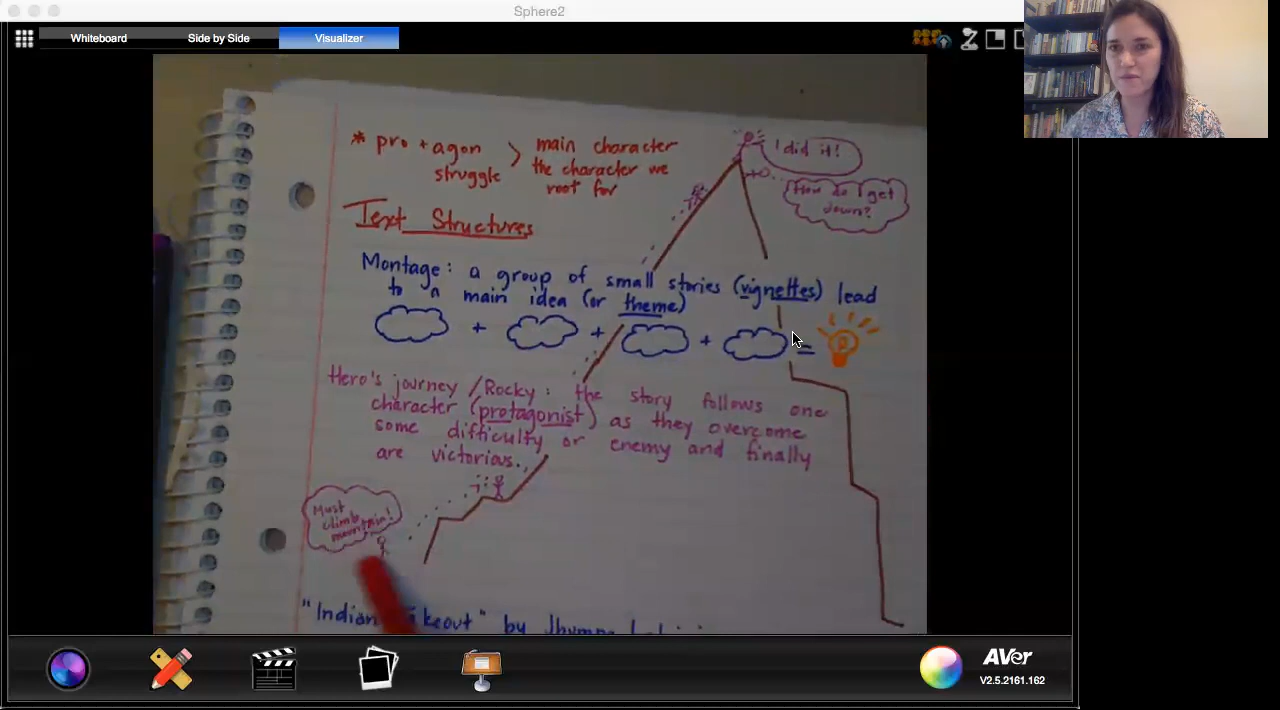 Sphere2
Whiteboard
Side by Side
Visualizer
* pro + agon
struggle
main character
the character we
root for
I did it!
How do I get
down?
Text Structures
Montage: a group of small stories (vignettes) lead
to a main idea (or theme)
+ + + =
Hero's journey / Rocky: the story follows one
character (protagonist) as they overcome
some difficulty or enemy and finally
are victorious.
Must
climb
mountain!
"Indian by
AVer
V2.5.2161.162